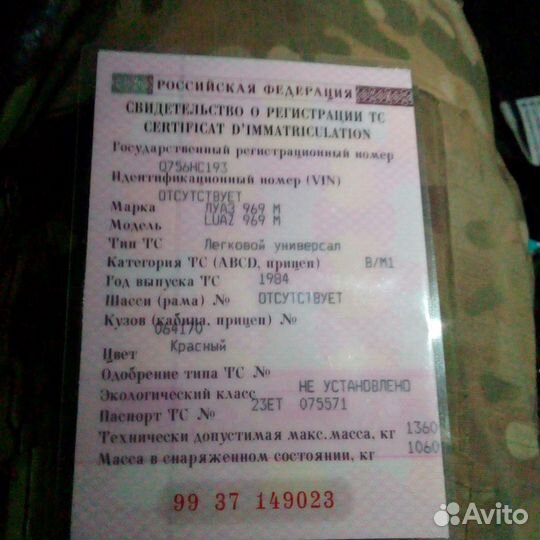 РОССИЙСКАЯ ФЕДЕРАЦИЯ
СВИДЕТЕЛЬСТВО О РЕГИСТРАЦИИ ТС
CERTIFICAT D'IMMATRICULATION
Государственный регистрационный номер
О756НС193
Идентификационный номер (VIN)
ОТСУТСТВУЕТ
Марка ЛУАЗ 969 М
Модель LUAZ 969 M
Тип ТС Легковой универсал
Категория ТС (ABCD, прицеп) B/M1
Год выпуска ТС 1984
Шасси (рама) № ОТСУТСТВУЕТ
Кузов (кабина, прицеп) №
064170
Цвет Красный
Одобрение типа ТС №
Экологический класс НЕ УСТАНОВЛЕНО
Паспорт ТС № 23ЕТ 075571
Технически допустимая макс. масса, кг 1360
Масса в снаряженном состоянии, кг 1060
99 37 149023
Avito